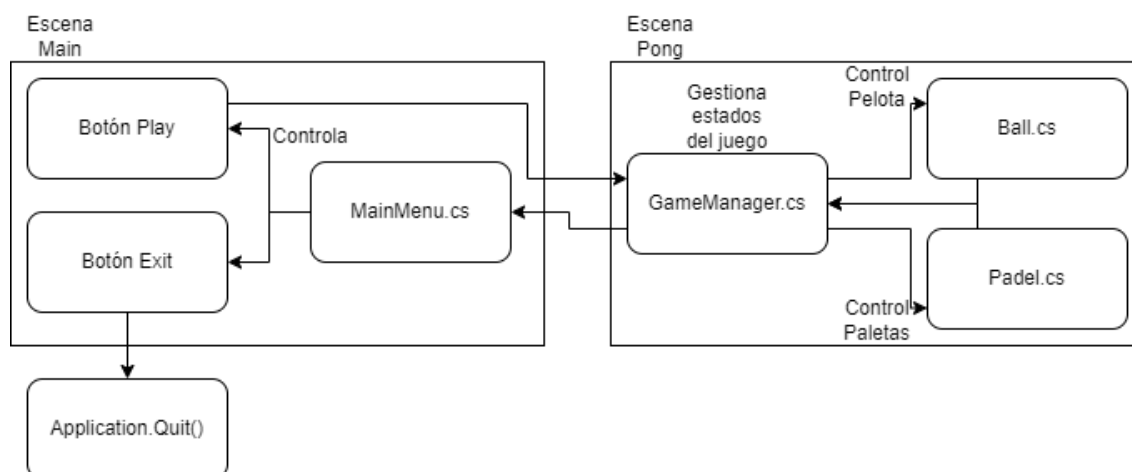 Escena
Main
Botón Play
Controla
MainMenu.cs
Botón Exit
Application.Quit()
Escena
Pong
Gestiona
estados
del juego
GameManager.cs
Control
Pelota
Ball.cs
Padel.cs
Control
Paletas